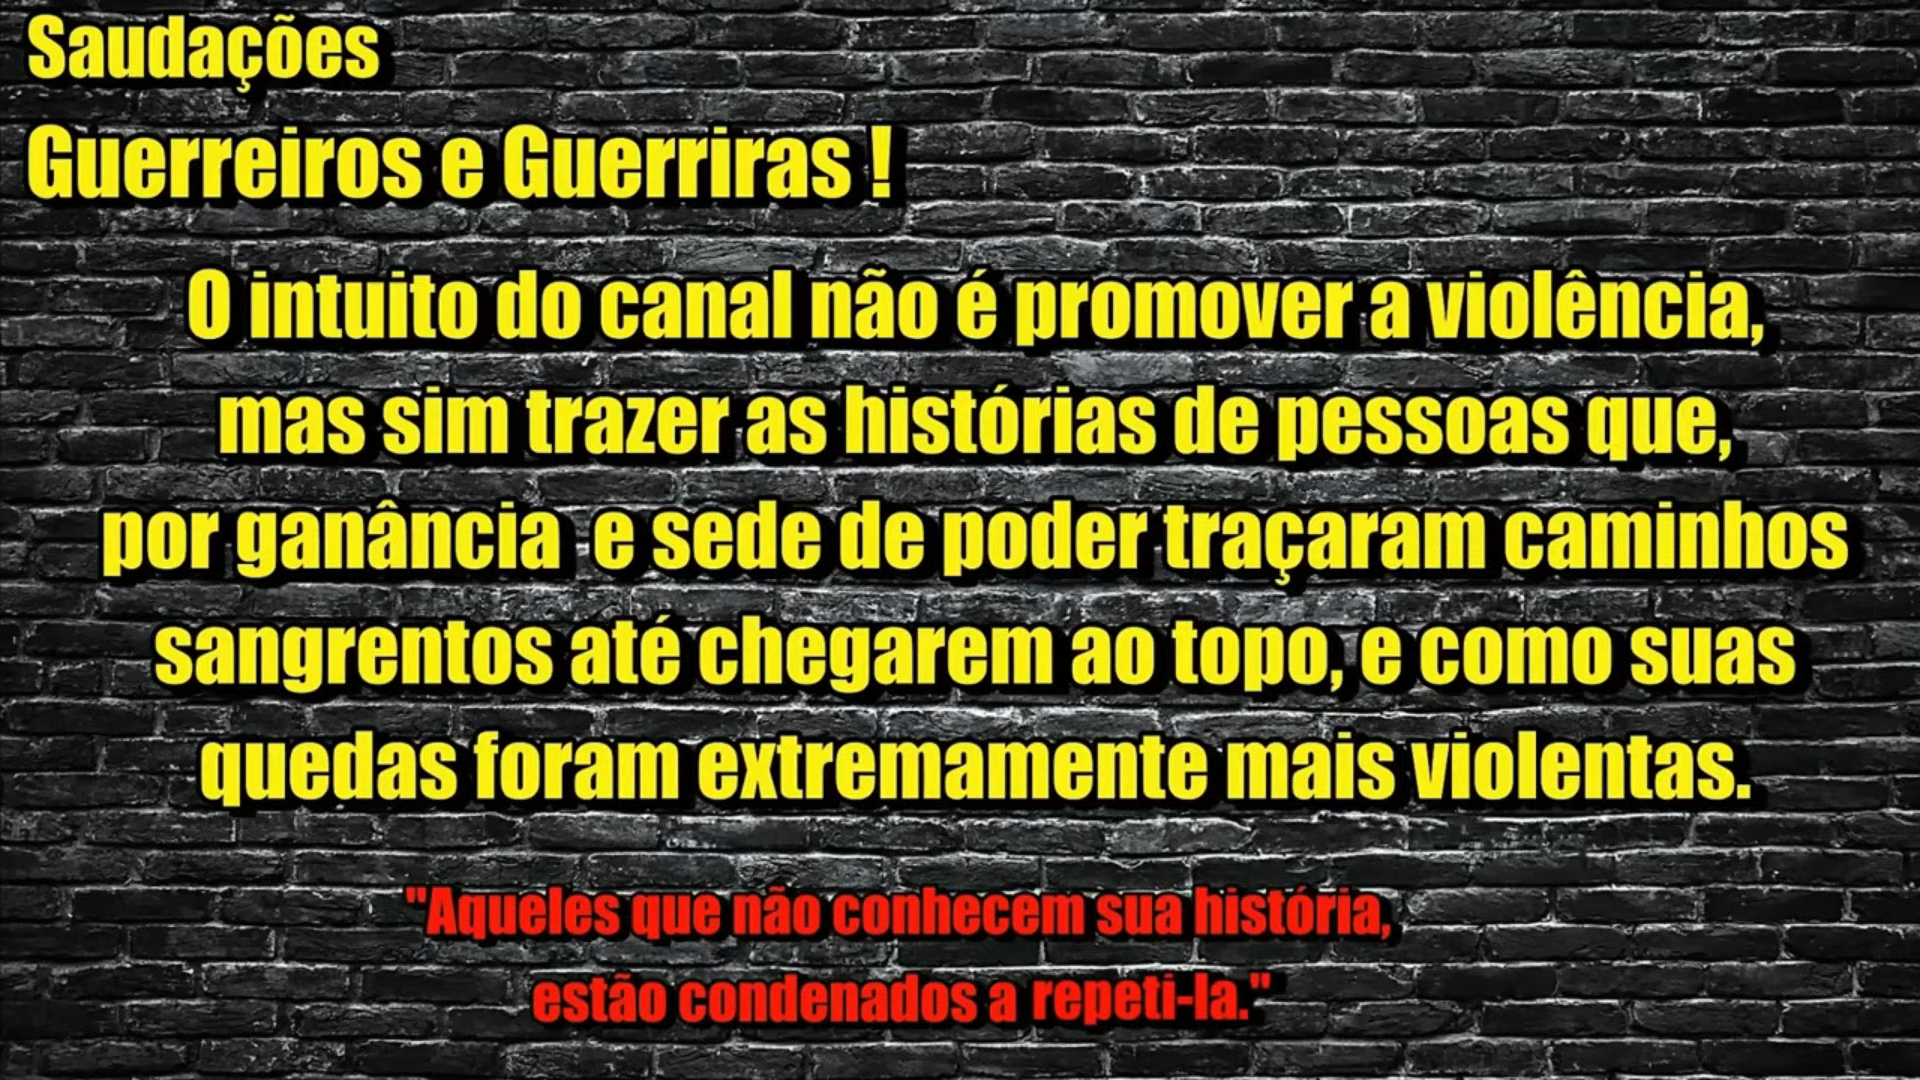 Saudações
Guerreiros e Guerriras !
O intuito do canal não é promover a violência,
mas sim trazer as histórias de pessoas que,
por ganância e sede de poder traçaram caminhos
sangrentos até chegarem ao topo, e como suas
quedas foram extremamente mais violentas.
"Aqueles que não conhecem sua história,
estão condenados a repeti-la."